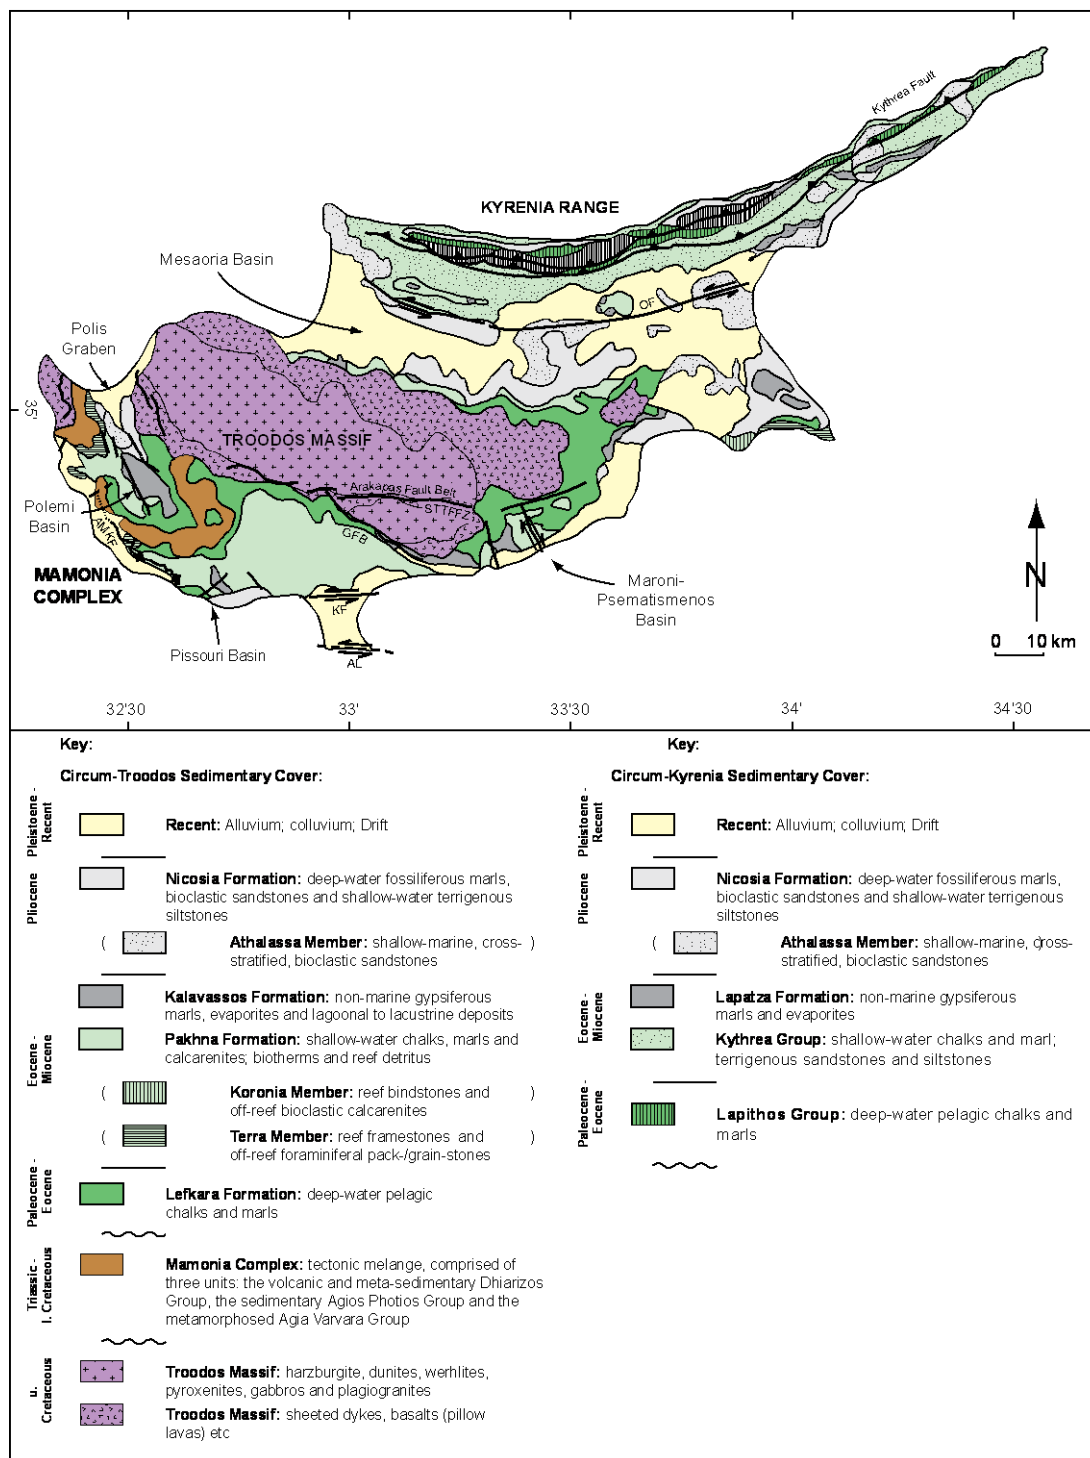 Kythrea Fault
KYRENIA RANGE
Mesaoria Basin
OF
Polis
Graben
35'
TROODOS MASSIF
Arakapas Fault Belt
STTFFZ
GFB
Polemi
Basin
AM KF
MAMONIA
COMPLEX
Maroni-
Psematismenos
Basin
N
0 10 km
KF
Pissouri Basin
AL
32'30 33' 33'30 34' 34'30
Key:
Circum-Troodos Sedimentary Cover:
Pleistoene -
Recent
Recent: Alluvium; colluvium; Drift
Pliocene
Nicosia Formation: deep-water fossiliferous marls,
bioclastic sandstones and shallow-water terrigenous
siltstones
( Athalassa Member: shallow-marine, cross- )
stratified, bioclastic sandstones
Eocene -
Miocene
Kalavassos Formation: non-marine gypsiferous
marls, evaporites and lagoonal to lacustrine deposits
Pakhna Formation: shallow-water chalks, marls and
calcarenites; biotherms and reef detritus
( Koronia Member: reef bindstones and )
off-reef bioclastic calcarenites
( Terra Member: reef framestones and )
off-reef foraminiferal pack-/grain-stones
Paleocene -
Eocene
Lefkara Formation: deep-water pelagic
chalks and marls
Triassic -
l. Cretaceous
Mamonia Complex: tectonic melange, comprised of
three units: the volcanic and meta-sedimentary Dhiarizos
Group, the sedimentary Agios Photios Group and the
metamorphosed Agia Varvara Group
u.
Cretaceous
Troodos Massif: harzburgite, dunites, werhlites,
pyroxenites, gabbros and plagiogranites
Troodos Massif: sheeted dykes, basalts (pillow
lavas) etc
Key:
Circum-Kyrenia Sedimentary Cover:
Pleistoene -
Recent
Recent: Alluvium; colluvium; Drift
Pliocene
Nicosia Formation: deep-water fossiliferous marls,
bioclastic sandstones and shallow-water terrigenous
siltstones
( Athalassa Member: shallow-marine, cross- )
stratified, bioclastic sandstones
Eocene -
Miocene
Lapatza Formation: non-marine gypsiferous
marls and evaporites
Kythrea Group: shallow-water chalks and marl;
terrigenous sandstones and siltstones
Paleocene -
Eocene
Lapithos Group: deep-water pelagic chalks and
marls